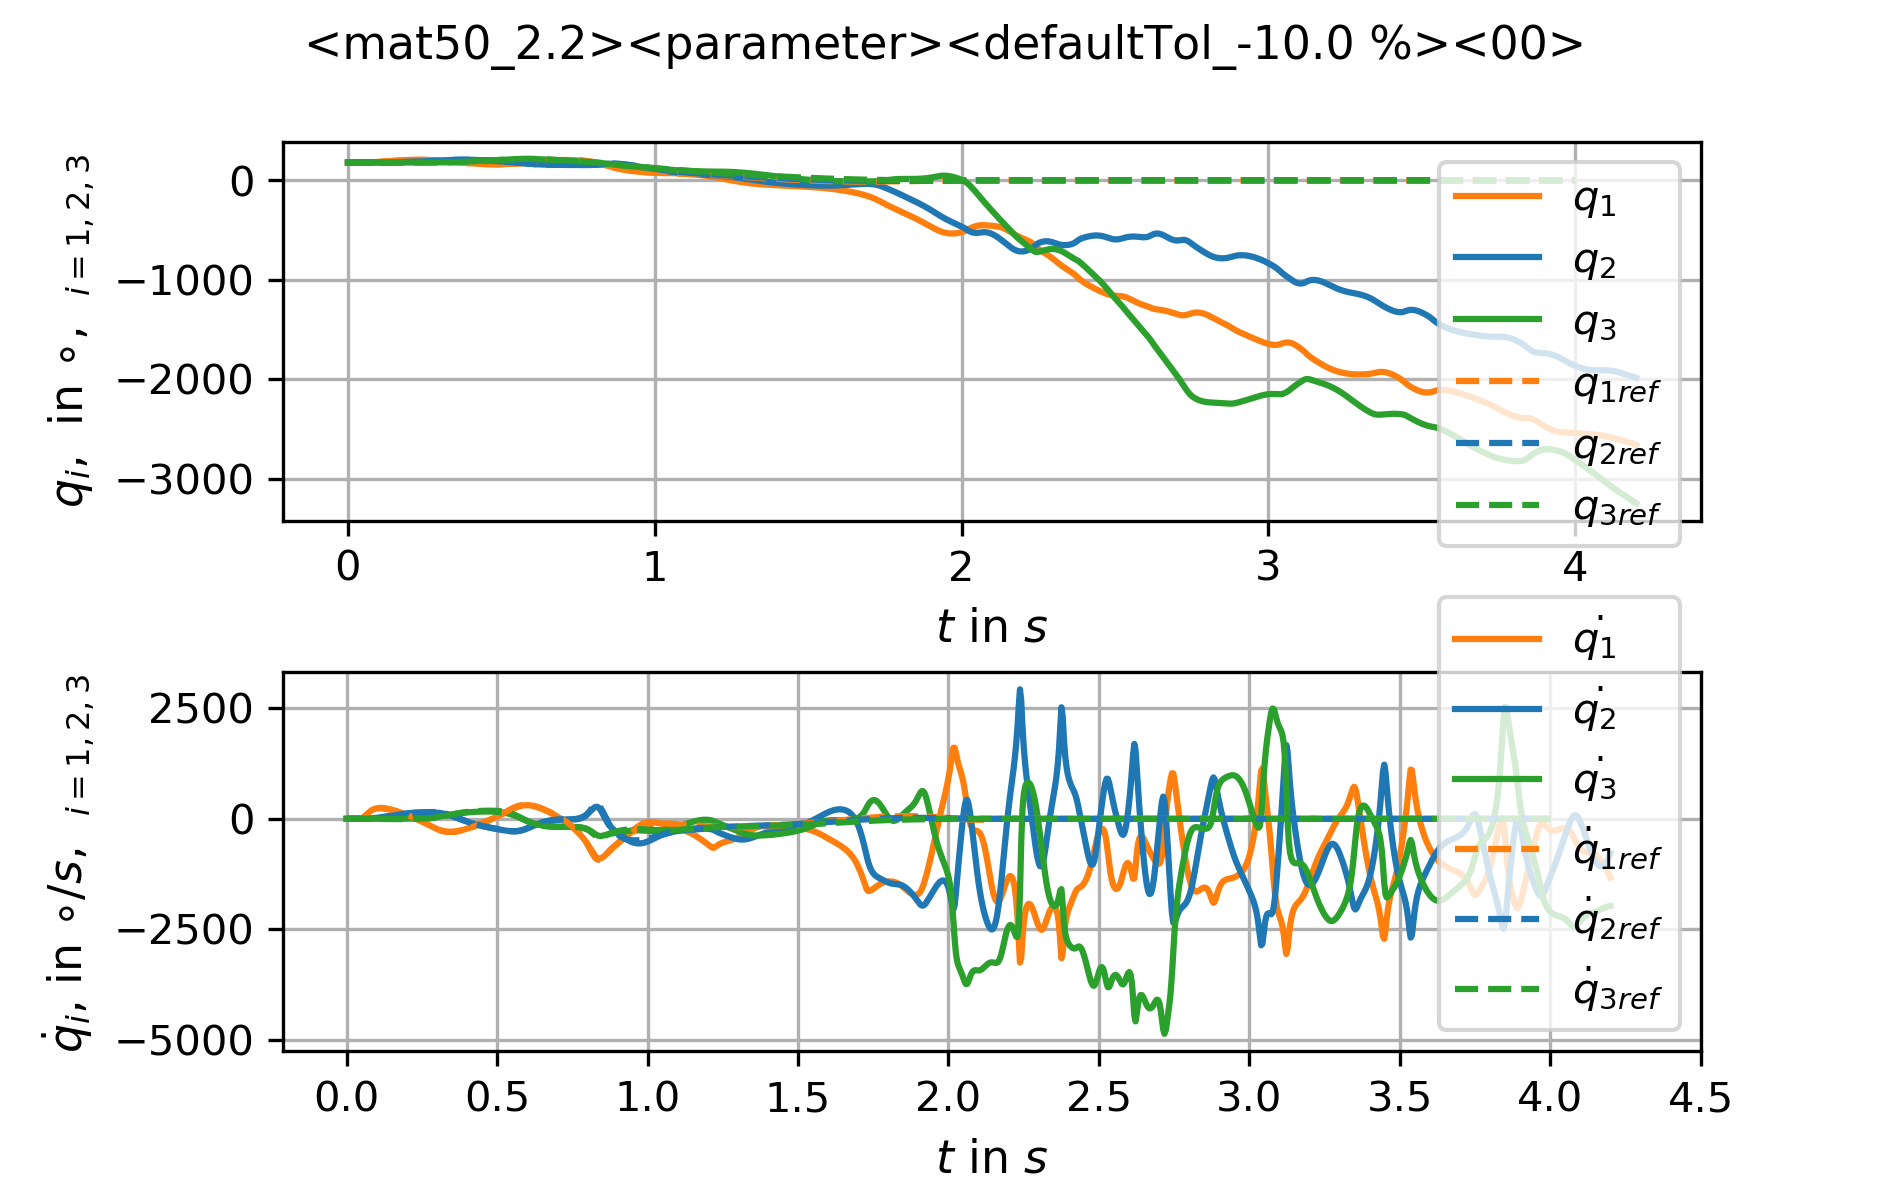 <mat50_2.2><parameter><defaultTol_-10.0 %><00>
q_i, in °, i = 1, 2, 3
0
−1000
−2000
−3000
0 1 2 3 4
t in s
q_1
q_2
q_3
q_1ref
q_2ref
q_3ref
q̇_i, in °/s, i = 1, 2, 3
2500
0
−2500
−5000
0.0 0.5 1.0 1.5 2.0 2.5 3.0 3.5 4.0 4.5
t in s
q̇_1
q̇_2
q̇_3
q̇_1ref
q̇_2ref
q̇_3ref